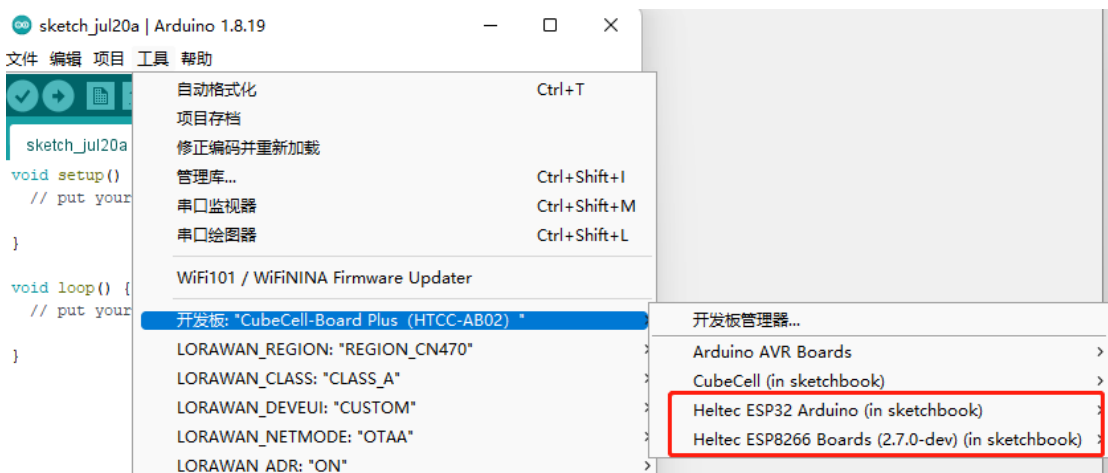 sketch_jul20a | Arduino 1.8.19
文件 编辑 项目 工具 帮助
自动格式化 Ctrl+T
项目存档
sketch_jul20a
修正编码并重新加载
void setup()
管理库... Ctrl+Shift+I
// put your
串口监视器 Ctrl+Shift+M
串口绘图器 Ctrl+Shift+L
}
WiFi101 / WiFiNINA Firmware Updater
void loop() {
// put your
开发板: "CubeCell-Board Plus（HTCC-AB02）"
开发板管理器...
}
LORAWAN_REGION: "REGION_CN470"
Arduino AVR Boards
LORAWAN_CLASS: "CLASS_A"
CubeCell (in sketchbook)
LORAWAN_DEVEUI: "CUSTOM"
Heltec ESP32 Arduino (in sketchbook)
LORAWAN_NETMODE: "OTAA"
Heltec ESP8266 Boards (2.7.0-dev) (in sketchbook)
LORAWAN_ADR: "ON"